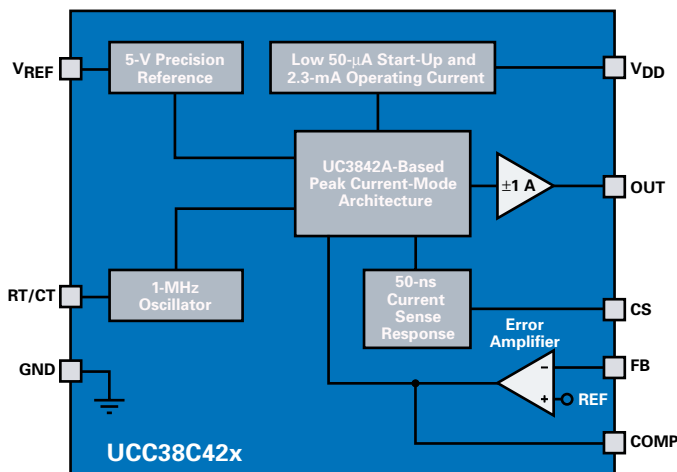 VREF
5-V Precision
Reference
Low 50-µA Start-Up and
2.3-mA Operating Current
VDD
UC3842A-Based
Peak Current-Mode
Architecture
±1 A
OUT
RT/CT
1-MHz
Oscillator
50-ns
Current
Sense
Response
CS
Error
Amplifier
GND
FB
–
+
REF
COMP
UCC38C42x